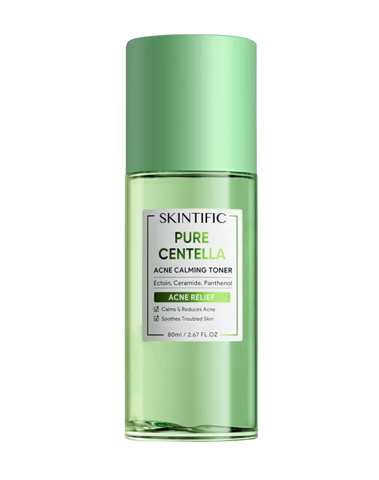 SKINTIFIC
PURE
CENTELLA
ACNE CALMING TONER
Ectoin, Ceramide, Panthenol
ACNE RELIEF
Calms & Reduces Acne
Soothes Troubled Skin
80ml / 2.67 FL.OZ